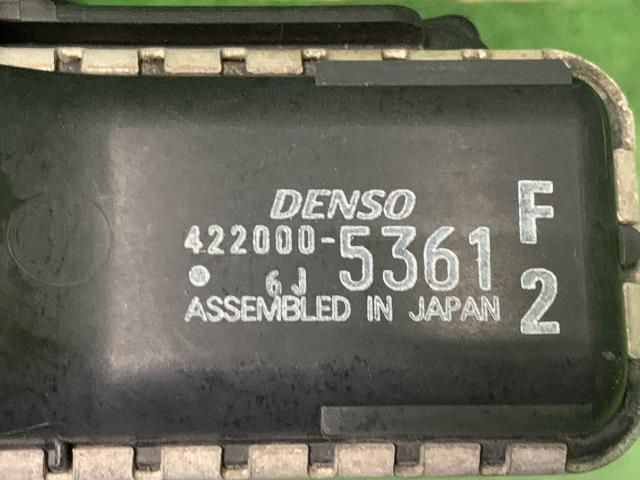 DENSO
422000-5361
6J
ASSEMBLED IN JAPAN
F
2